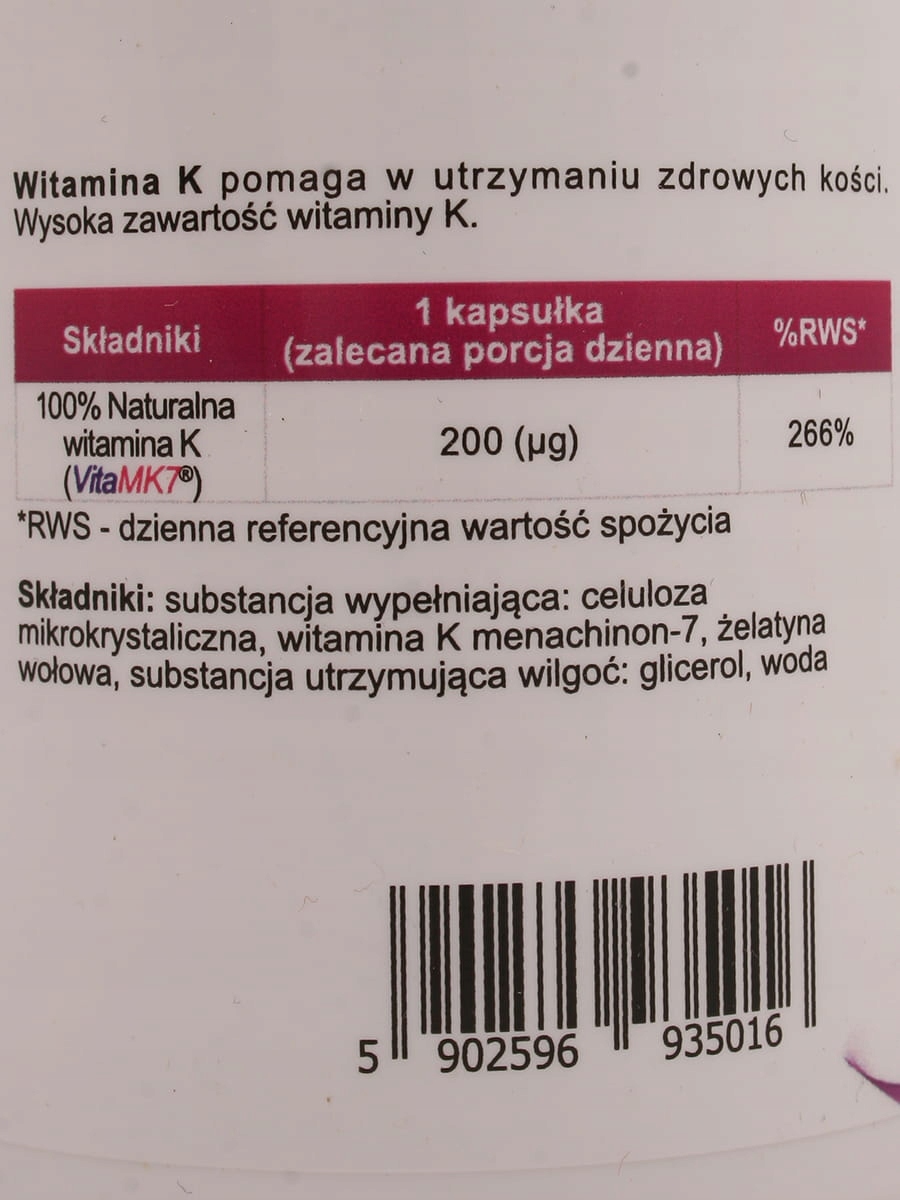 Witamina K pomaga w utrzymaniu zdrowych kości.
Wysoka zawartość witaminy K.
Składniki
1 kapsułka
(zalecana porcja dzienna)
%RWS*
100% Naturalna
witamina K
(VitaMK7®)
200 (µg)
266%
*RWS - dzienna referencyjna wartość spożycia
Składniki: substancja wypełniająca: celuloza
mikrokrystaliczna, witamina K menachinon-7, żelatyna
wołowa, substancja utrzymująca wilgoć: glicerol, woda
5 902596 935016